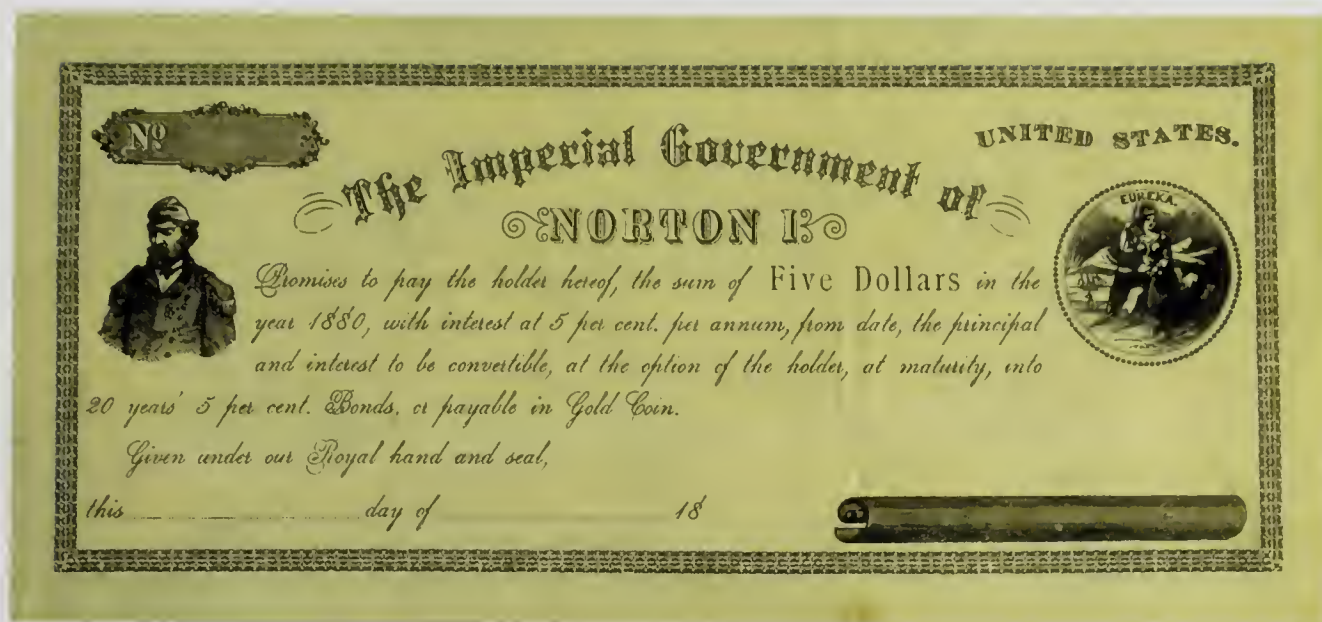 No
UNITED STATES.
The Imperial Government of
NORTON I
EUREKA.
Promises to pay the holder hereof, the sum of Five Dollars in the
year 1880, with interest at 5 per cent. per annum, from date, the principal
and interest to be convertible, at the option of the holder, at maturity, into
20 years' 5 per cent. Bonds, or payable in Gold Coin.
Given under our Royal hand and seal,
this day of 18